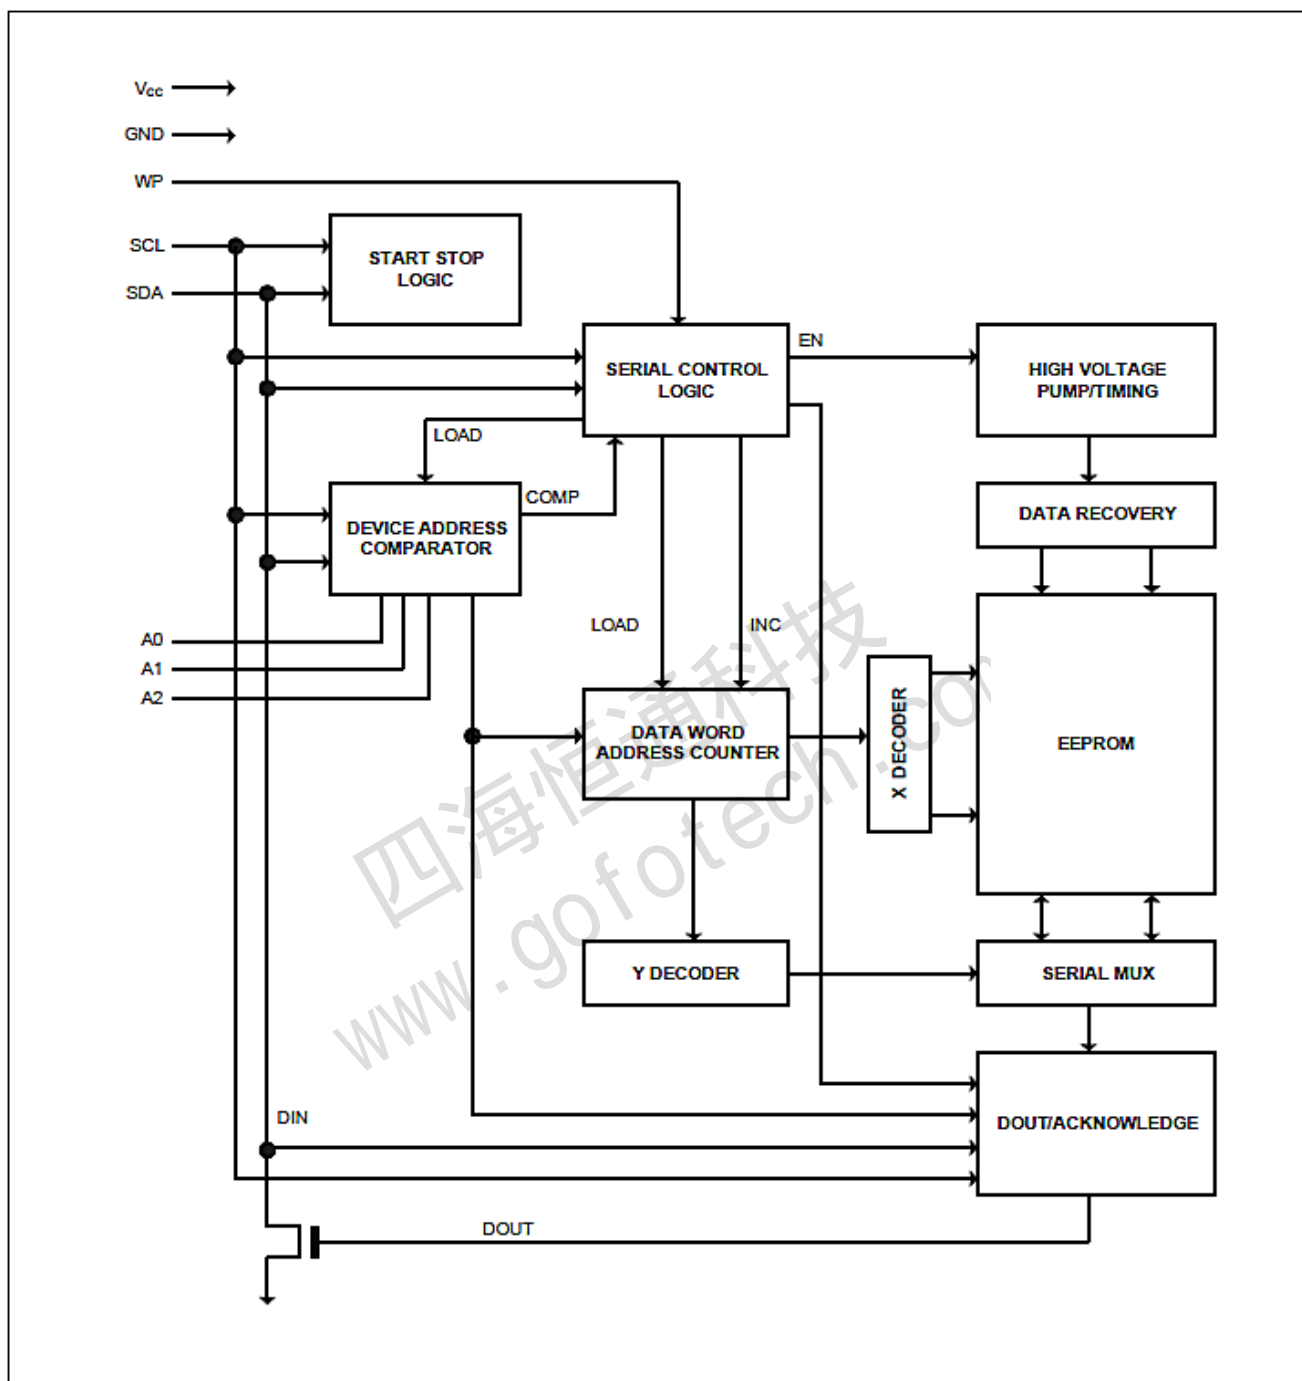 Vcc
GND
WP
SCL
SDA
START STOP
LOGIC
EN
SERIAL CONTROL
LOGIC
HIGH VOLTAGE
PUMP/TIMING
LOAD
COMP
DEVICE ADDRESS
COMPARATOR
DATA RECOVERY
A0
A1
A2
LOAD
INC
DATA WORD
ADDRESS COUNTER
X DECODER
EEPROM
Y DECODER
SERIAL MUX
DIN
DOUT/ACKNOWLEDGE
DOUT
四海恒通科技
www.gofotech.com